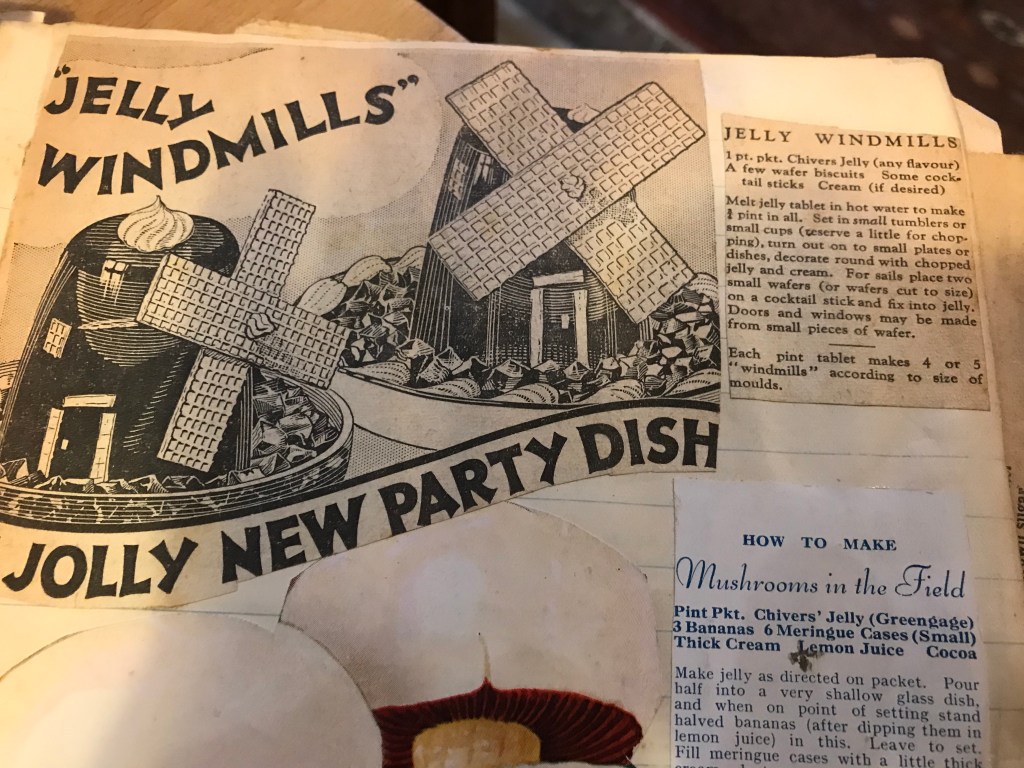 "JELLY
WINDMILLS"
JOLLY NEW PARTY DISH
JELLY WINDMILLS
1 pt. pkt. Chivers Jelly (any flavour)
A few wafer biscuits Some cock-
tail sticks Cream (if desired)
Melt jelly tablet in hot water to make
¾ pint in all. Set in small tumblers or
small cups (reserve a little for chop-
ping), turn out on to small plates or
dishes, decorate round with chopped
jelly and cream. For sails place two
small wafers (or wafers cut to size)
on a cocktail stick and fix into jelly.
Doors and windows may be made
from small pieces of wafer.
Each pint tablet makes 4 or 5
"windmills" according to size of
moulds.
HOW TO MAKE
Mushrooms in the Field
Pint Pkt. Chivers' Jelly (Greengage)
3 Bananas 6 Meringue Cases (Small)
Thick Cream Lemon Juice Cocoa
Make jelly as directed on packet. Pour
half into a very shallow glass dish,
and when on point of setting stand
halved bananas (after dipping them in
lemon juice) in this. Leave to set.
Fill meringue cases with a little thick